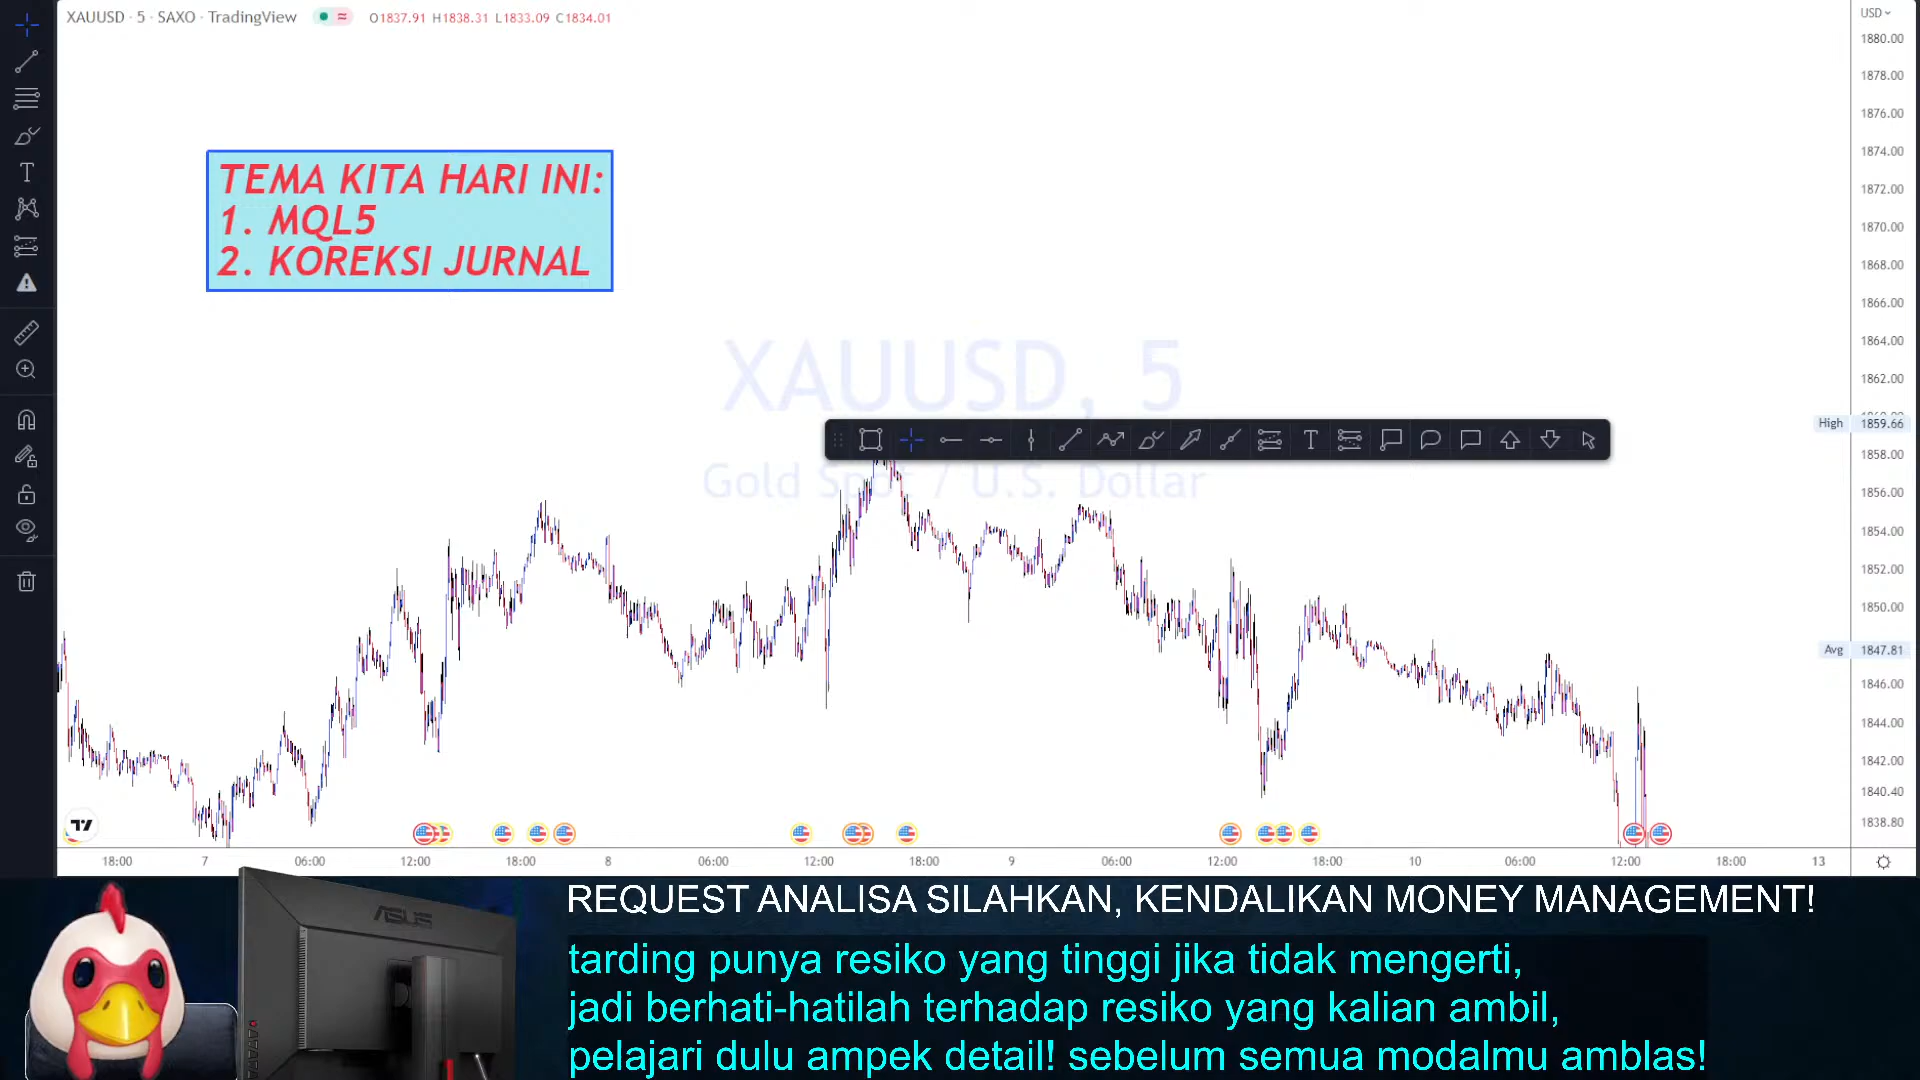 XAUUSD · 5 · SAXO · TradingView
O1837.91 H1838.31 L1833.09 C1834.01
USD
1880.00
1878.00
1876.00
1874.00
1872.00
1870.00
1868.00
1866.00
1864.00
1862.00
High 1859.66
1858.00
1856.00
1854.00
1852.00
1850.00
Avg 1847.81
1846.00
1844.00
1842.00
1840.40
1838.80
TEMA KITA HARI INI:
1. MQL5
2. KOREKSI JURNAL
XAUUSD, 5
Gold Spot / U.S. Dollar
18:00 7 06:00 12:00 18:00 8 06:00 12:00 18:00 9 06:00 12:00 18:00 10 06:00 12:00 18:00 13
ASUS
REQUEST ANALISA SILAHKAN, KENDALIKAN MONEY MANAGEMENT!
tarding punya resiko yang tinggi jika tidak mengerti,
jadi berhati-hatilah terhadap resiko yang kalian ambil,
pelajari dulu ampek detail! sebelum semua modalmu amblas!